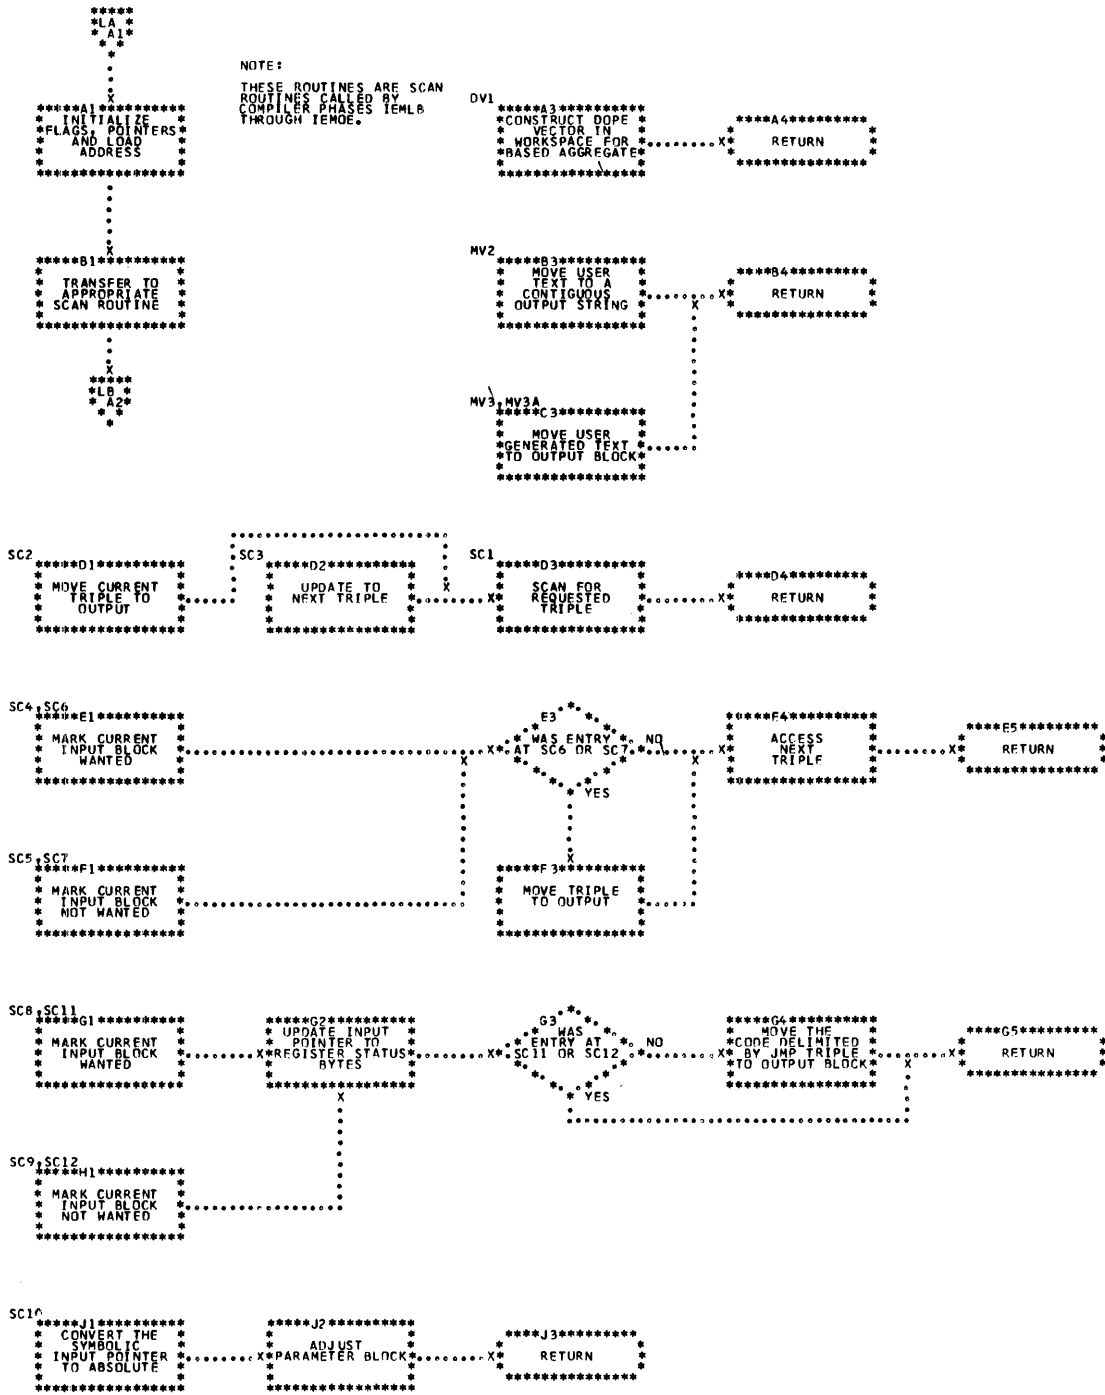 LA
A1
NOTE:
THESE ROUTINES ARE SCAN
ROUTINES CALLED BY
COMPILER PHASES IEMLB
THROUGH IEMOE.
A1
INITIALIZE
FLAGS, POINTERS
AND LOAD
ADDRESS
DV1
A3
CONSTRUCT DOPE
VECTOR IN
WORKSPACE FOR
BASED AGGREGATE
A4
RETURN
B1
TRANSFER TO
APPROPRIATE
SCAN ROUTINE
MV2
B3
MOVE USER
TEXT TO A
CONTIGUOUS
OUTPUT STRING
B4
RETURN
LB
A2
MV3,MV3A
C3
MOVE USER
GENERATED TEXT
TO OUTPUT BLOCK
SC2
D1
MOVE CURRENT
TRIPLE TO
OUTPUT
SC3
D2
UPDATE TO
NEXT TRIPLE
SC1
D3
SCAN FOR
REQUESTED
TRIPLE
D4
RETURN
SC4,SC6
E1
MARK CURRENT
INPUT BLOCK
WANTED
E3
WAS ENTRY
AT SC6 OR SC7
NO
YES
E4
ACCESS
NEXT
TRIPLE
E5
RETURN
SC5,SC7
F1
MARK CURRENT
INPUT BLOCK
NOT WANTED
F3
MOVE TRIPLE
TO OUTPUT
SC8,SC11
G1
MARK CURRENT
INPUT BLOCK
WANTED
G2
UPDATE INPUT
POINTER TO
REGISTER STATUS
BYTES
G3
WAS
ENTRY AT
SC11 OR SC12
NO
YES
G4
MOVE THE
CODE DELIMITED
BY JMP TRIPLE
TO OUTPUT BLOCK
G5
RETURN
SC9,SC12
H1
MARK CURRENT
INPUT BLOCK
NOT WANTED
SC10
J1
CONVERT THE
SYMBOLIC
INPUT POINTER
TO ABSOLUTE
J2
ADJUST
PARAMETER BLOCK
J3
RETURN